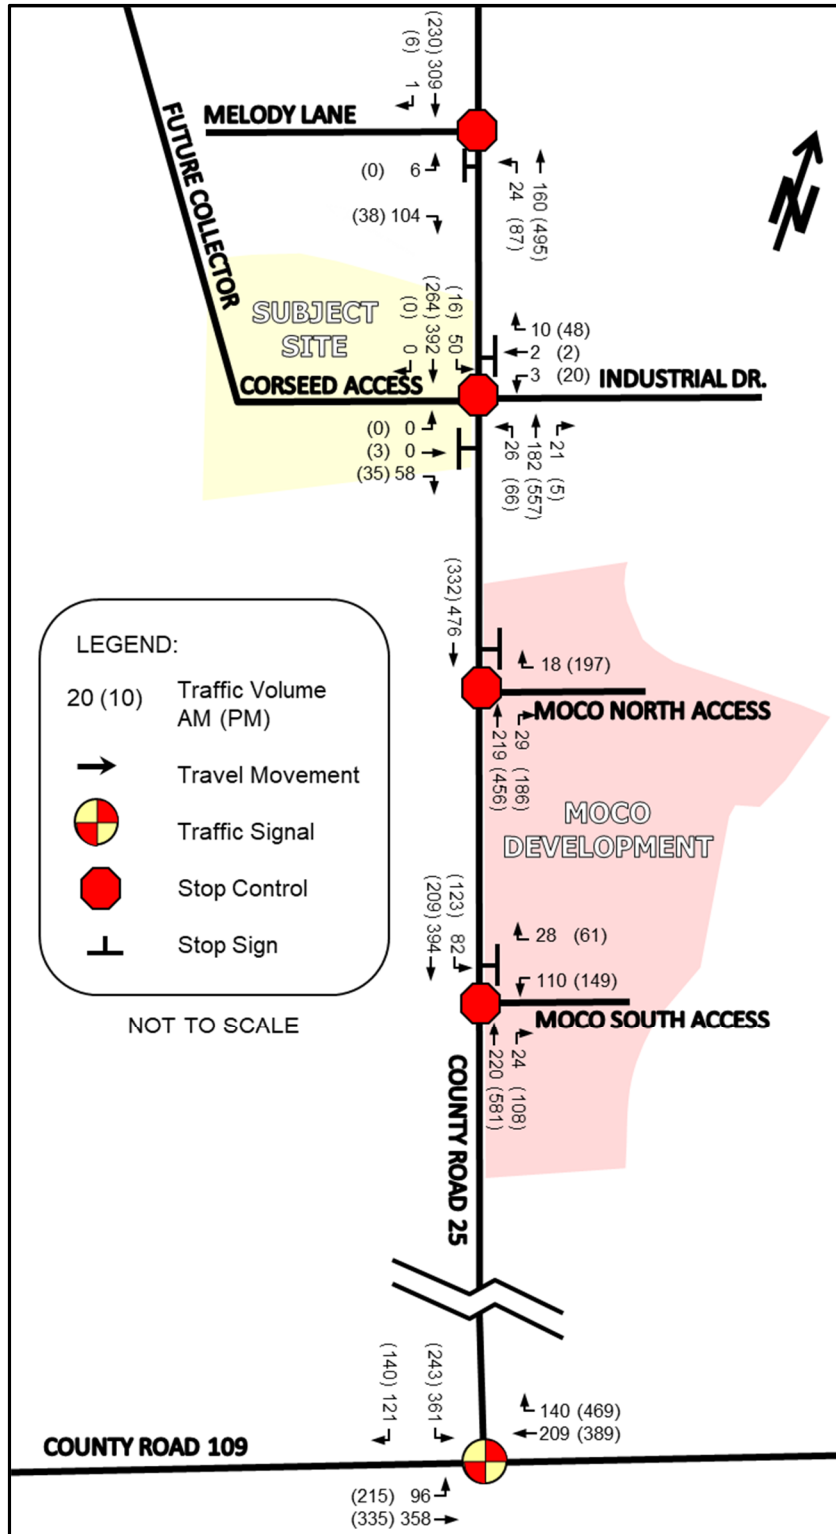 (230) 309
(6) 1
MELODY LANE
FUTURE COLLECTOR
(0) 6
24 (87)
160 (495)
(38) 104
N
SUBJECT
SITE
(0) 0
(264) 392
(16) 50
10 (48)
2 (2)
3 (20)
CORSEED ACCESS
INDUSTRIAL DR.
(0) 0
(3) 0
(35) 58
26 (66)
182 (557)
21 (5)
(332) 476
18 (197)
MOCO NORTH ACCESS
219 (456)
29 (186)
MOCO
DEVELOPMENT
LEGEND:
20 (10) Traffic Volume
AM (PM)
Travel Movement
Traffic Signal
Stop Control
Stop Sign
NOT TO SCALE
(209) 394
(123) 82
28 (61)
110 (149)
MOCO SOUTH ACCESS
220 (581)
24 (108)
COUNTY ROAD 25
(140) 121
(243) 361
140 (469)
209 (389)
COUNTY ROAD 109
(215) 96
(335) 358